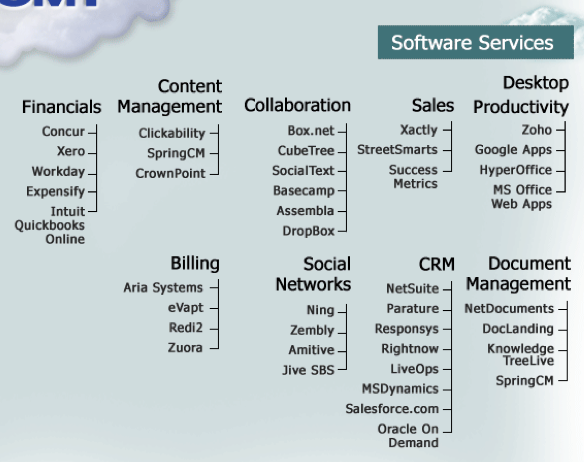 Software Services
Financials
Concur
Xero
Workday
Expensify
Intuit
Quickbooks
Online
Content
Management
Clickability
SpringCM
CrownPoint
Collaboration
Box.net
CubeTree
SocialText
Basecamp
Assembla
DropBox
Sales
Xactly
StreetSmarts
Success
Metrics
Desktop
Productivity
Zoho
Google Apps
HyperOffice
MS Office
Web Apps
Billing
Aria Systems
eVapt
Redi2
Zuora
Social
Networks
Ning
Zembly
Amitive
Jive SBS
CRM
NetSuite
Parature
Responsys
Rightnow
LiveOps
MSDynamics
Salesforce.com
Oracle On
Demand
Document
Management
NetDocuments
DocLanding
Knowledge
TreeLive
SpringCM